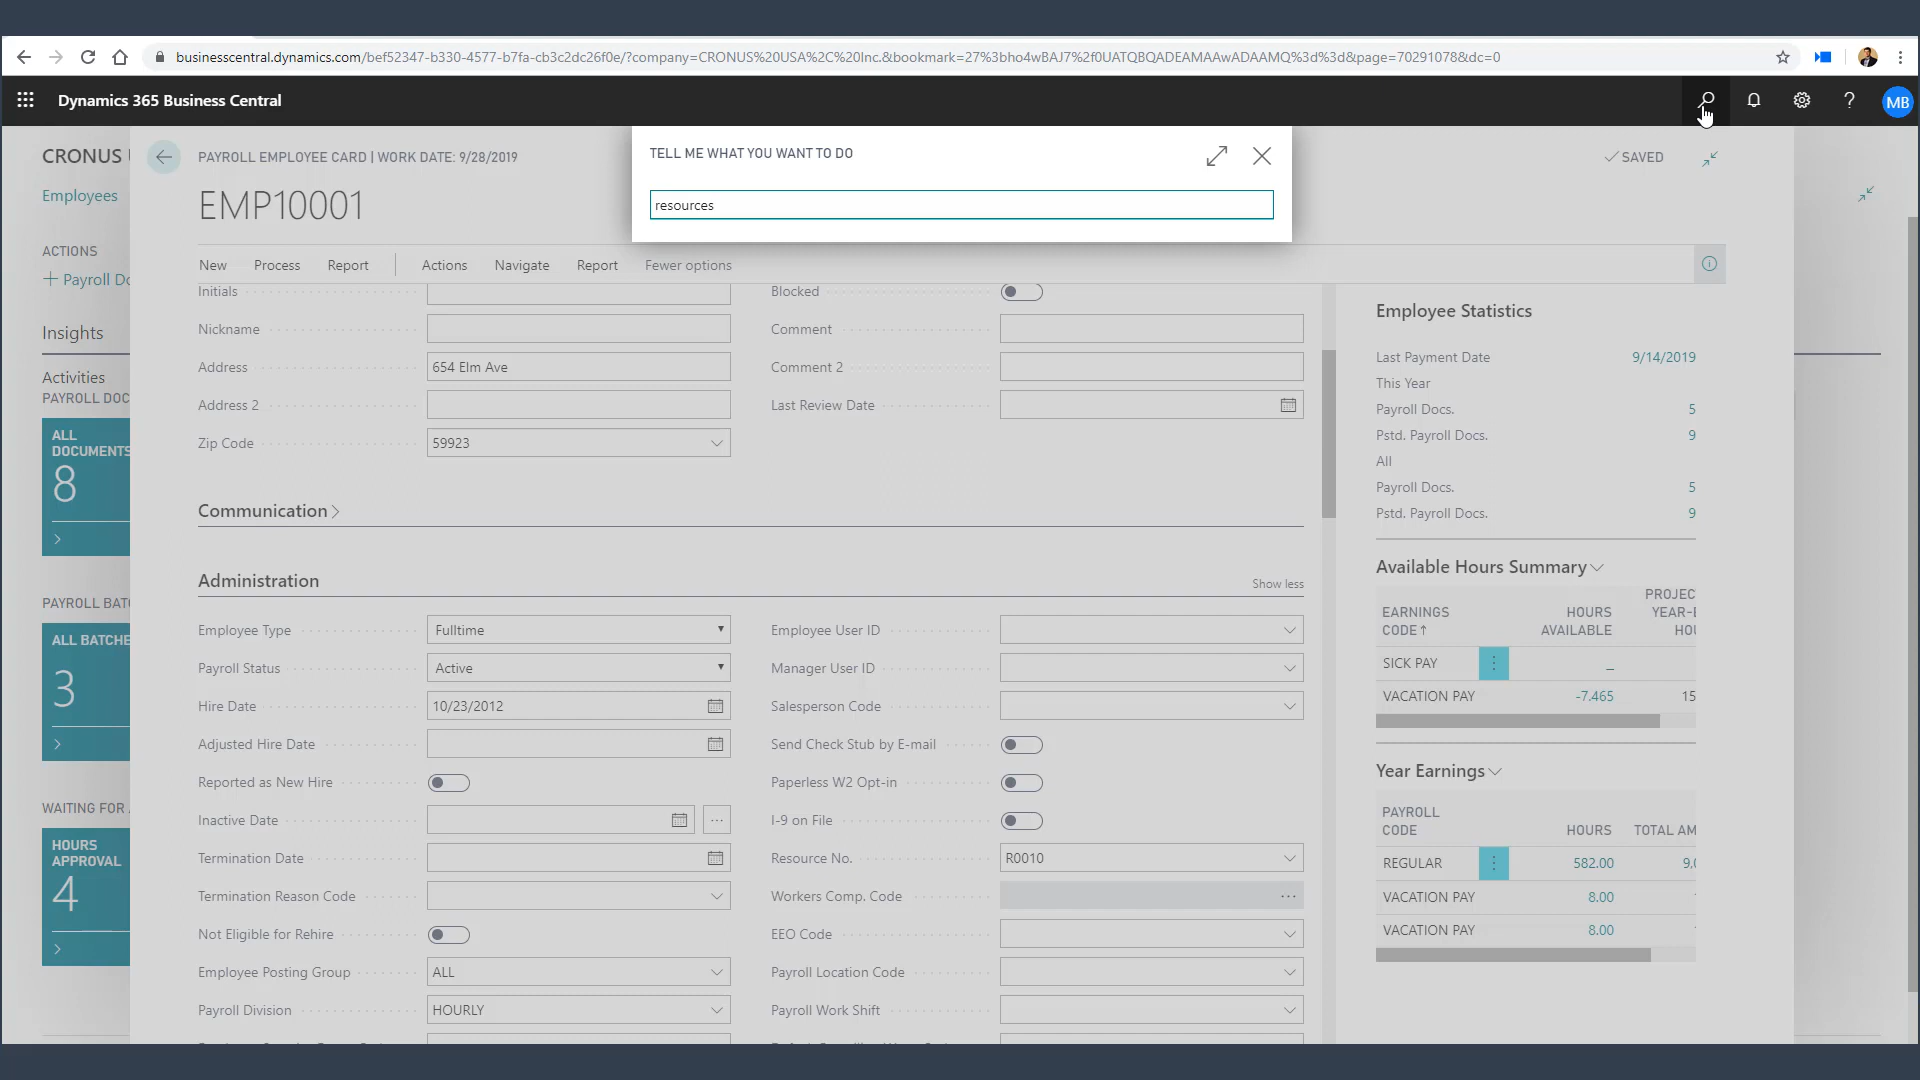 businesscentral.dynamics.com/bef52347-b330-4577-b7fa-cb3c2dc26f0e/?company=CRONUS%20USA%2C%20Inc.&bookmark=27%3bho4wBAJ7%2f0UATQBQADEAMAAwADAAMQ%3d%3d&page=70291078&dc=0
Dynamics 365 Business Central
?
MB
CRONUS
Employees
ACTIONS
+ Payroll Do
Insights
Activities
PAYROLL DOC
ALL
DOCUMENTS
8
PAYROLL BATC
ALL BATCHE
3
WAITING FOR
HOURS
APPROVAL
4
PAYROLL EMPLOYEE CARD | WORK DATE: 9/28/2019
SAVED
EMP10001
TELL ME WHAT YOU WANT TO DO
resources
New Process Report Actions Navigate Report Fewer options
Initials
Nickname
Address 654 Elm Ave
Address 2
Zip Code 59923
Blocked
Comment
Comment 2
Last Review Date
Communication
Administration
Show less
Employee Type Fulltime
Payroll Status Active
Hire Date 10/23/2012
Adjusted Hire Date
Reported as New Hire
Inactive Date
Termination Date
Termination Reason Code
Not Eligible for Rehire
Employee Posting Group ALL
Payroll Division HOURLY
Employee User ID
Manager User ID
Salesperson Code
Send Check Stub by E-mail
Paperless W2 Opt-in
I-9 on File
Resource No. R0010
Workers Comp. Code
EEO Code
Payroll Location Code
Payroll Work Shift
Employee Statistics
Last Payment Date 9/14/2019
This Year
Payroll Docs. 5
Pstd. Payroll Docs. 9
All
Payroll Docs. 5
Pstd. Payroll Docs. 9
Available Hours Summary
EARNINGS
CODE↑
HOURS
AVAILABLE
PROJEC
YEAR-E
HOU
SICK PAY _
VACATION PAY -7.465 15
Year Earnings
PAYROLL
CODE
HOURS
TOTAL AM
REGULAR 582.00 9,0
VACATION PAY 8.00
VACATION PAY 8.00